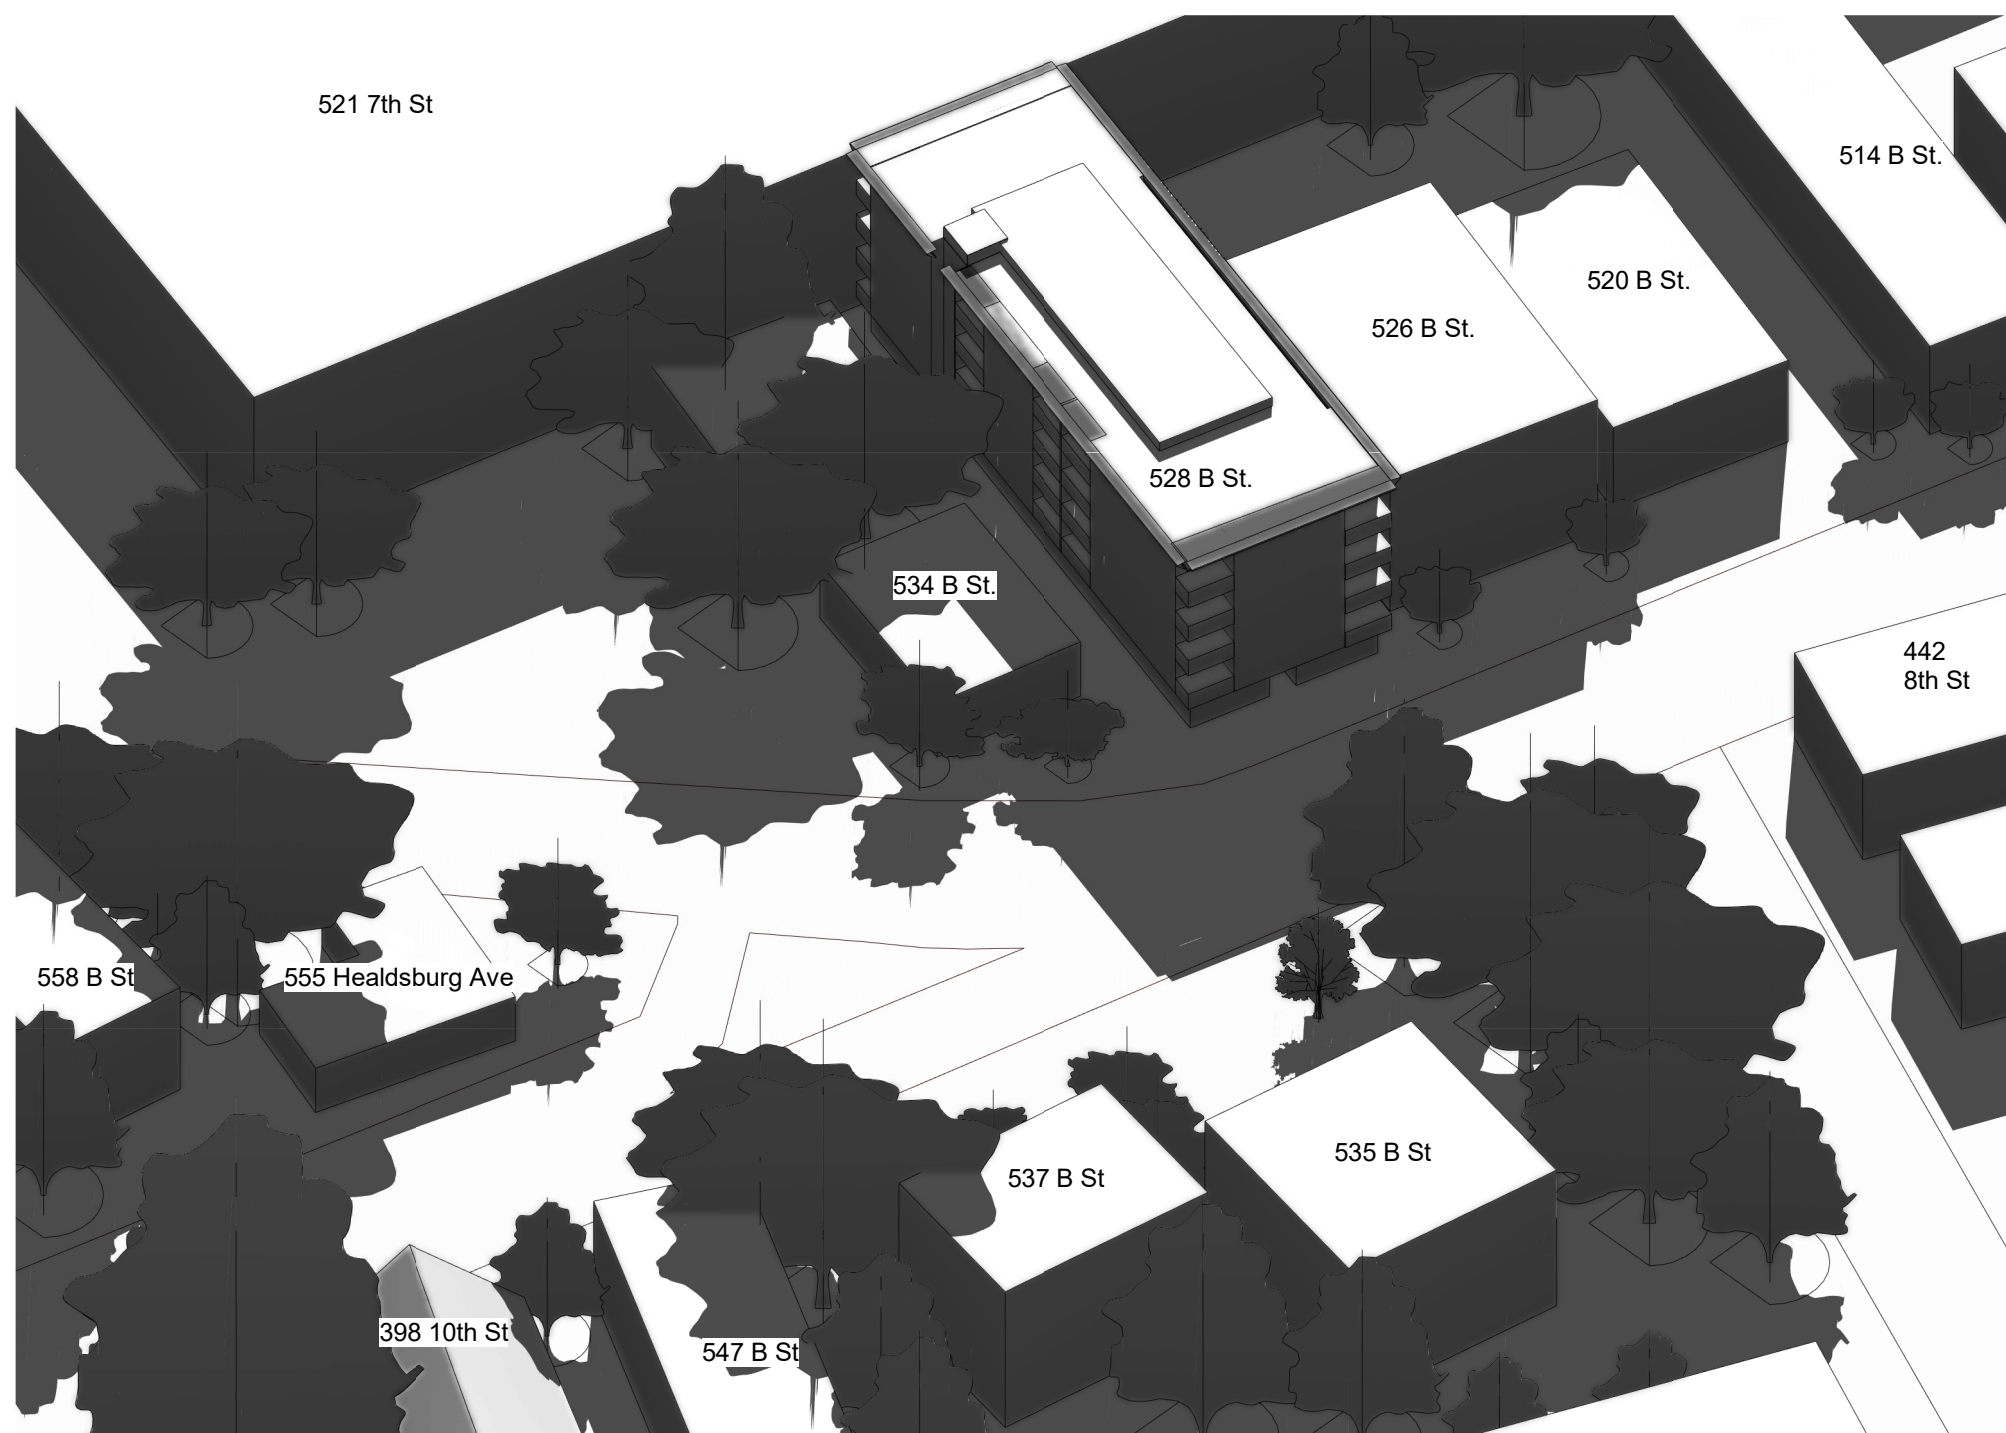 521 7th St
514 B St.
520 B St.
526 B St.
528 B St.
534 B St.
442
8th St
558 B St
555 Healdsburg Ave
535 B St
537 B St
398 10th St
547 B St